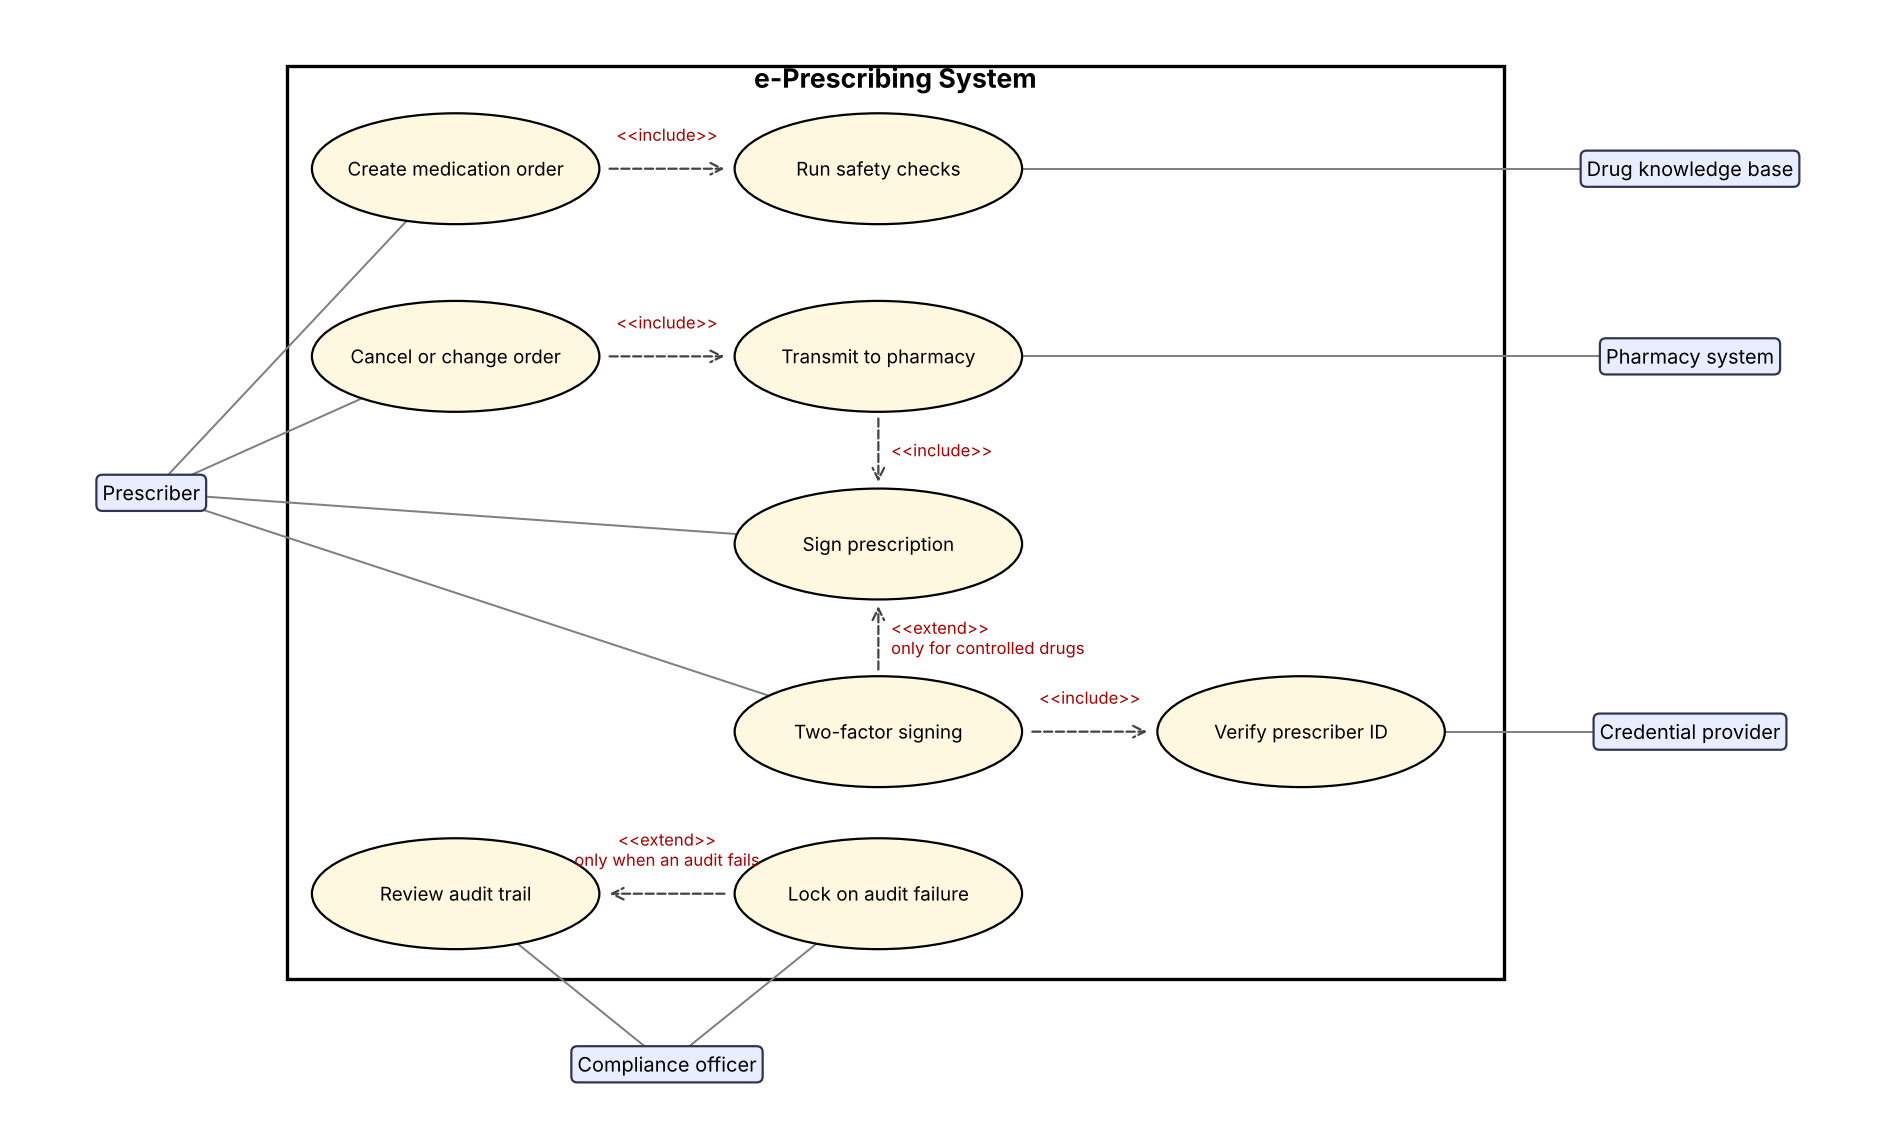 e-Prescribing System
Create medication order
<<include>>
Run safety checks
Drug knowledge base
Cancel or change order
<<include>>
Transmit to pharmacy
Pharmacy system
<<include>>
Prescriber
Sign prescription
<<extend>>
only for controlled drugs
Two-factor signing
<<include>>
Verify prescriber ID
Credential provider
<<extend>>
only when an audit fails
Review audit trail
Lock on audit failure
Compliance officer